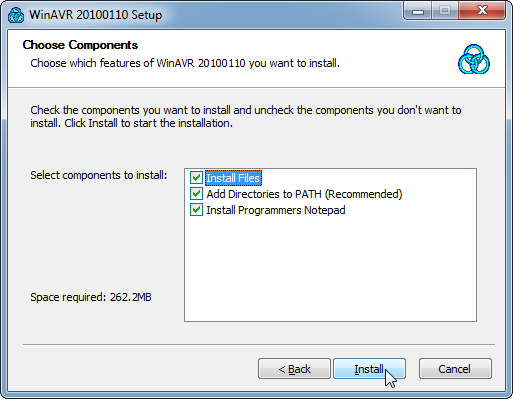 WinAVR 20100110 Setup
Choose Components
Choose which features of WinAVR 20100110 you want to install.
Check the components you want to install and uncheck the components you don't want to
install. Click Install to start the installation.
Select components to install:
Install Files
Add Directories to PATH (Recommended)
Install Programmers Notepad
Space required: 262.2MB
< Back
Install
Cancel